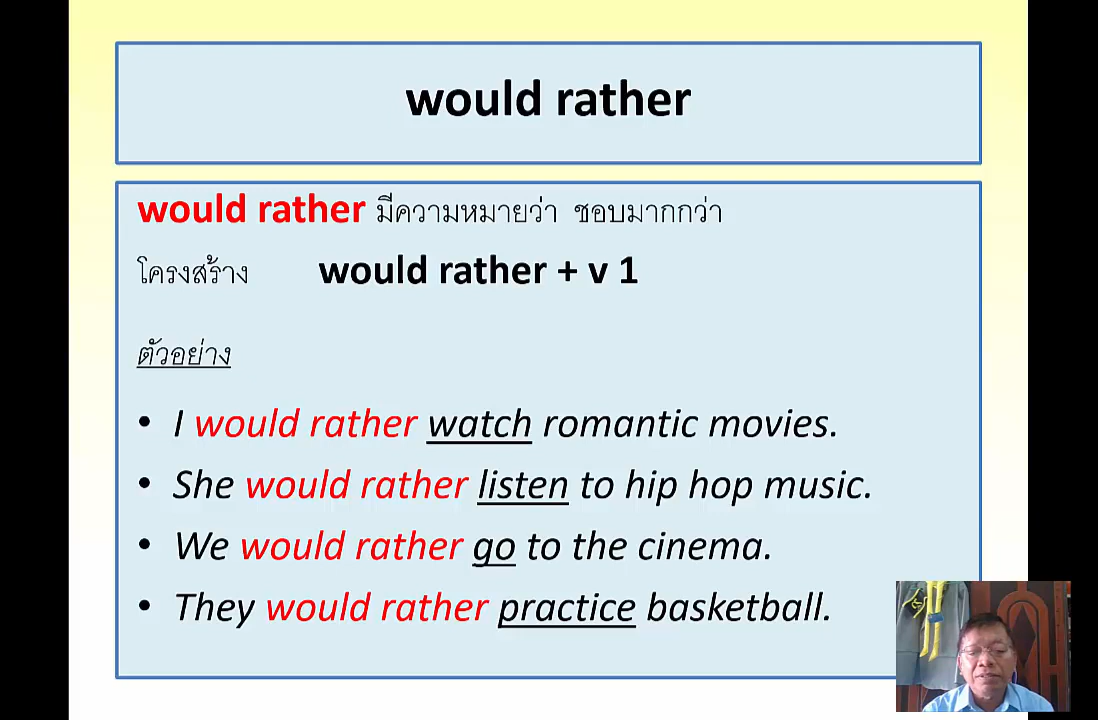 would rather
would rather มีความหมายว่า ชอบมากกว่า
โครงสร้าง would rather + v 1
ตัวอย่าง
• I would rather watch romantic movies.
• She would rather listen to hip hop music.
• We would rather go to the cinema.
• They would rather practice basketball.